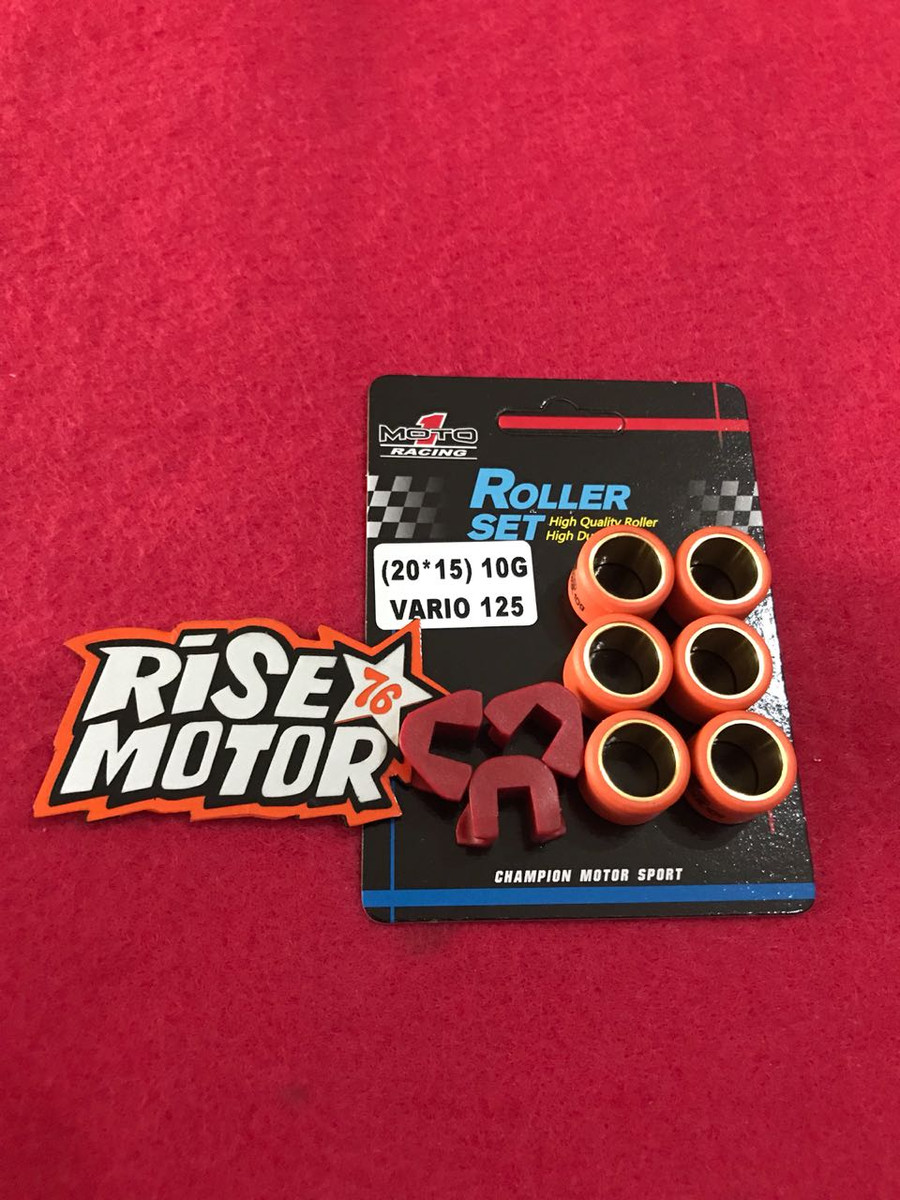 MOTO 1
RACING
ROLLER
SET
High Quality Roller
High
(20*15) 10G
VARIO 125
RiSE
76
MOTOR
CHAMPION MOTOR SPORT